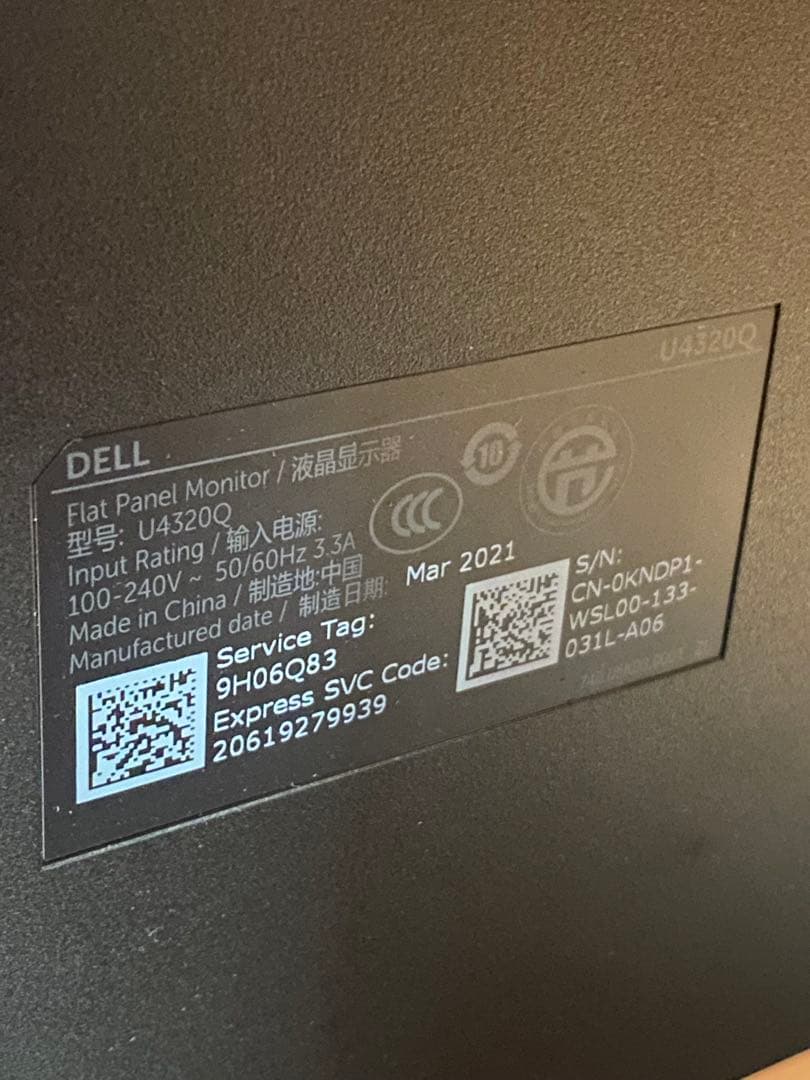 U4320Q
DELL
Flat Panel Monitor / 液晶显示器
型号: U4320Q
Input Rating / 输入电源:
100-240V ~ 50/60Hz 3.3A
Made in China / 制造地:中国
Manufactured date / 制造日期: Mar 2021
CCC
10
Service Tag:
9H06Q83
Express SVC Code:
20619279939
S/N:
CN-0KNDP1-
WSL00-133-
031L-A06